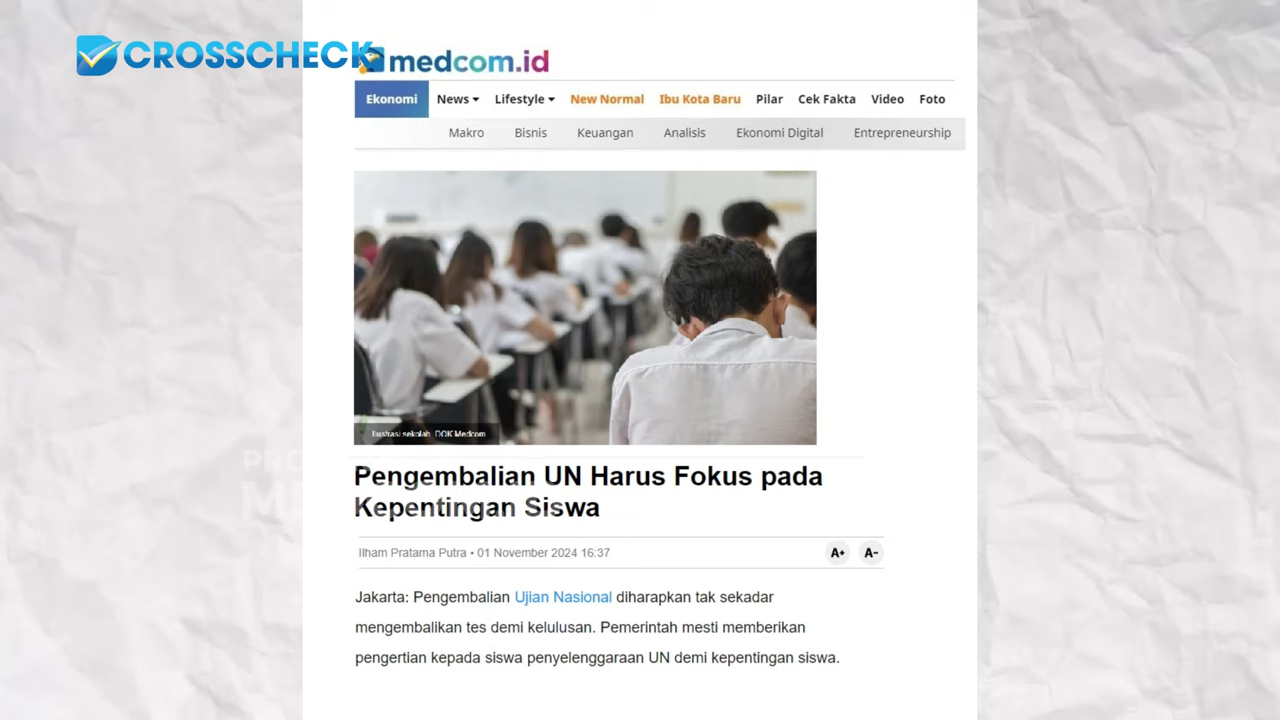 CROSSCHECK
medcom.id
Ekonomi News Lifestyle New Normal Ibu Kota Baru Pilar Cek Fakta Video Foto
Makro Bisnis Keuangan Analisis Ekonomi Digital Entrepreneurship
Ilustrasi sekolah. DOK Medcom
Pengembalian UN Harus Fokus pada
Kepentingan Siswa
Ilham Pratama Putra • 01 November 2024 16:37
A+ A-
Jakarta: Pengembalian Ujian Nasional diharapkan tak sekadar
mengembalikan tes demi kelulusan. Pemerintah mesti memberikan
pengertian kepada siswa penyelenggaraan UN demi kepentingan siswa.